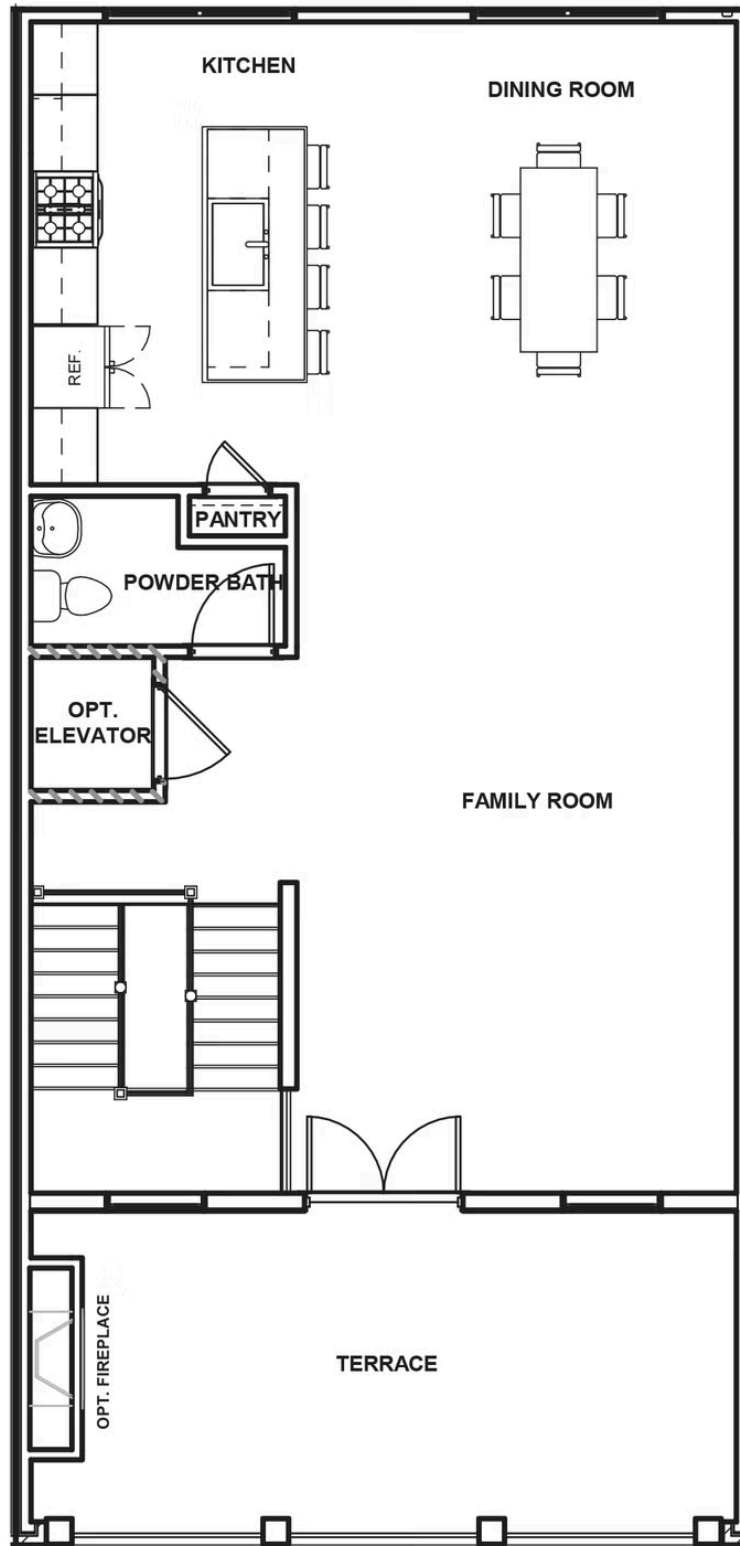 KITCHEN
DINING ROOM
REF.
PANTRY
POWDER BATH
OPT.
ELEVATOR
FAMILY ROOM
OPT. FIREPLACE
TERRACE